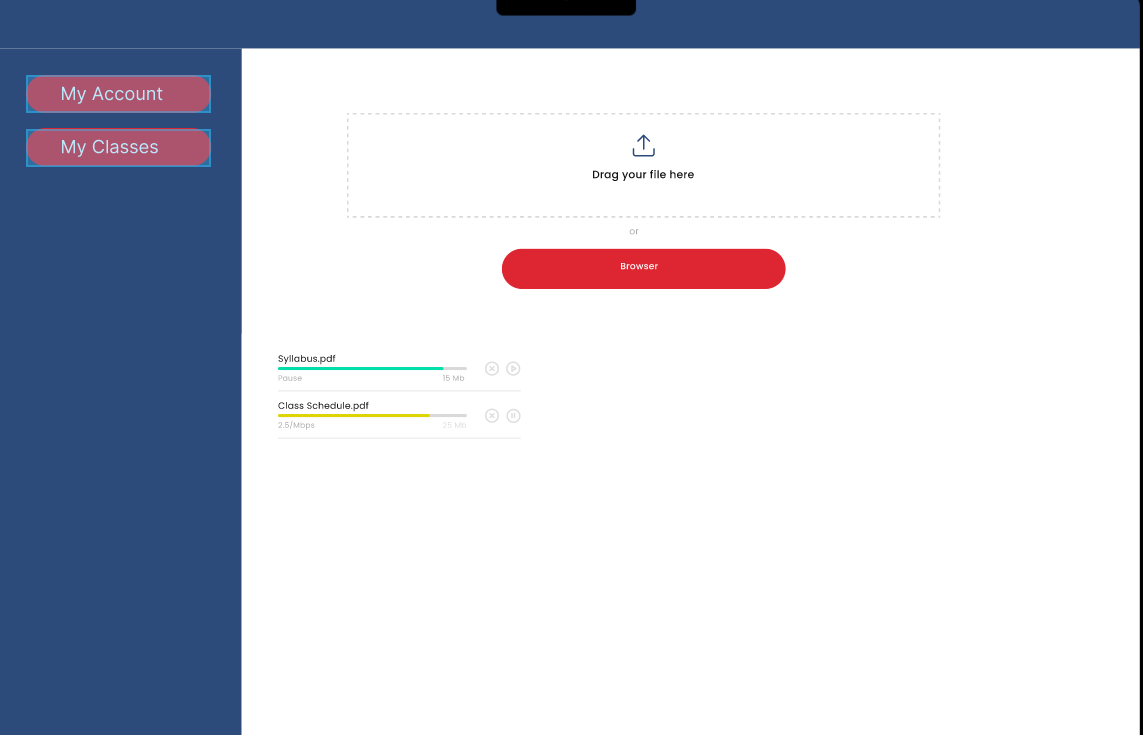 My Account
My Classes
Drag your file here
or
Browser
Syllabus.pdf
Pause 15 Mb
Class Schedule.pdf
2.5/Mbps 25 Mb